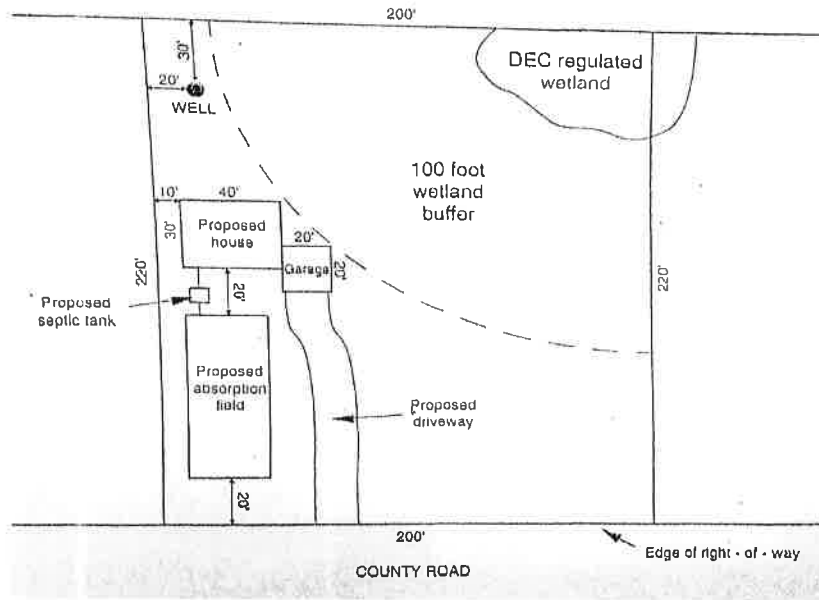 200'
30'
DEC regulated
wetland
20'
WELL
100 foot
wetland
buffer
10'
40'
Proposed
house
30'
20'
Garage
20'
220'
220'
Proposed
septic tank
20'
Proposed
absorption
field
Proposed
driveway
20'
200'
Edge of right - of - way
COUNTY ROAD